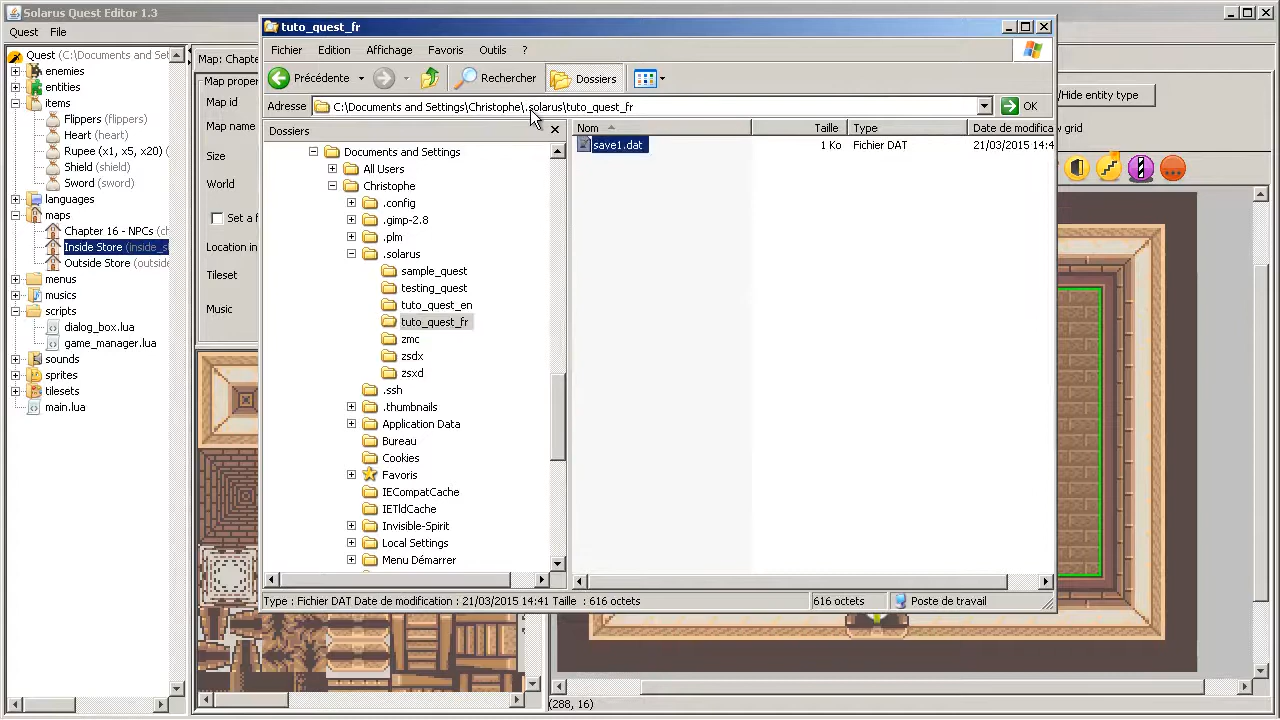 Solarus Quest Editor 1.3
Quest File
Quest (C:\Documents and Set
enemies
entities
items
Flippers (flippers)
Heart (heart)
Rupee (x1, x5, x20)
Shield (shield)
Sword (sword)
languages
maps
Chapter 16 - NPCs (ch
Inside Store (inside_s
Outside Store (outside
menus
musics
scripts
dialog_box.lua
game_manager.lua
sounds
sprites
tilesets
main.lua
Map: Chapte
Map prope
Map id
Map name
Size
World
Set a f
Location in
Tileset
Music
tuto_quest_fr
Fichier Edition Affichage Favoris Outils ?
Précédente Rechercher Dossiers
Adresse C:\Documents and Settings\Christophe\.solarus\tuto_quest_fr OK
Dossiers
Documents and Settings
All Users
Christophe
.config
.gimp-2.8
.plm
.solarus
sample_quest
testing_quest
tuto_quest_en
tuto_quest_fr
zmc
zsdx
zsxd
.ssh
.thumbnails
Application Data
Bureau
Cookies
Favoris
IECompatCache
IETldCache
Invisible-Spirit
Local Settings
Menu Démarrer
Nom Taille Type Date de modifica
save1.dat 1 Ko Fichier DAT 21/03/2015 14:4
Type : Fichier DAT Date de modification : 21/03/2015 14:41 Taille : 616 octets 616 octets Poste de travail
/Hide entity type
w grid
(288, 16)